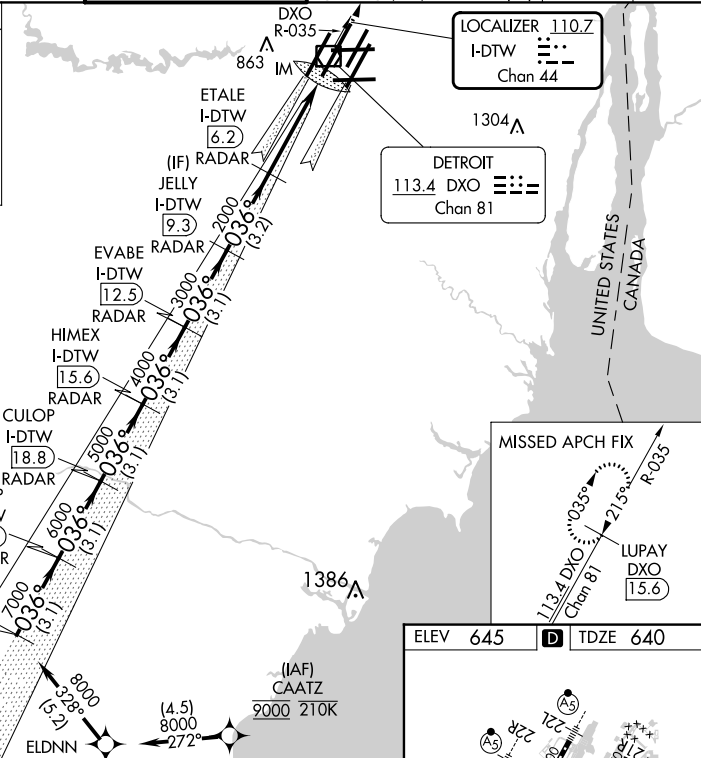 DXO
R-035
863
IM
LOCALIZER 110.7
I-DTW
Chan 44
ETALE
I-DTW
6.2
RADAR
1304
DETROIT
113.4 DXO
Chan 81
(IF)
JELLY
I-DTW
9.3
RADAR
2000
036°
(3.2)
EVABE
I-DTW
12.5
RADAR
3000
036°
(3.1)
UNITED STATES
CANADA
HIMEX
I-DTW
15.6
RADAR
4000
036°
(3.1)
CULOP
I-DTW
18.8
RADAR
5000
036°
(3.1)
6000
036°
(3.1)
R
7000
036°
(3.1)
MISSED APCH FIX
R-035
035°
215°
LUPAY
DXO
15.6
113.4 DXO
Chan 81
1386
ELEV 645 D TDZE 640
8000
328°
(5.2)
ELDNN
(4.5)
8000
272°
(IAF)
CAATZ
9000 210K
A5
22L
A5
22R
21R